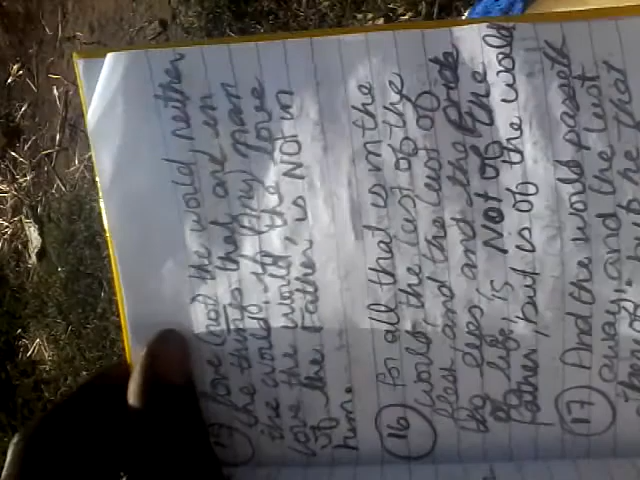 (15) Love not the world, neither
the things that are in
the world. If Any man
love the world, the love
of the Father, is NOT in
him.
(16) for all that is in the
world, the lust of the
flesh and the lust of
the eies and the Pride
of life, is NOT of the
father, but is of the world
(17) And the world passeth
away, and the lust
thereof: but he that